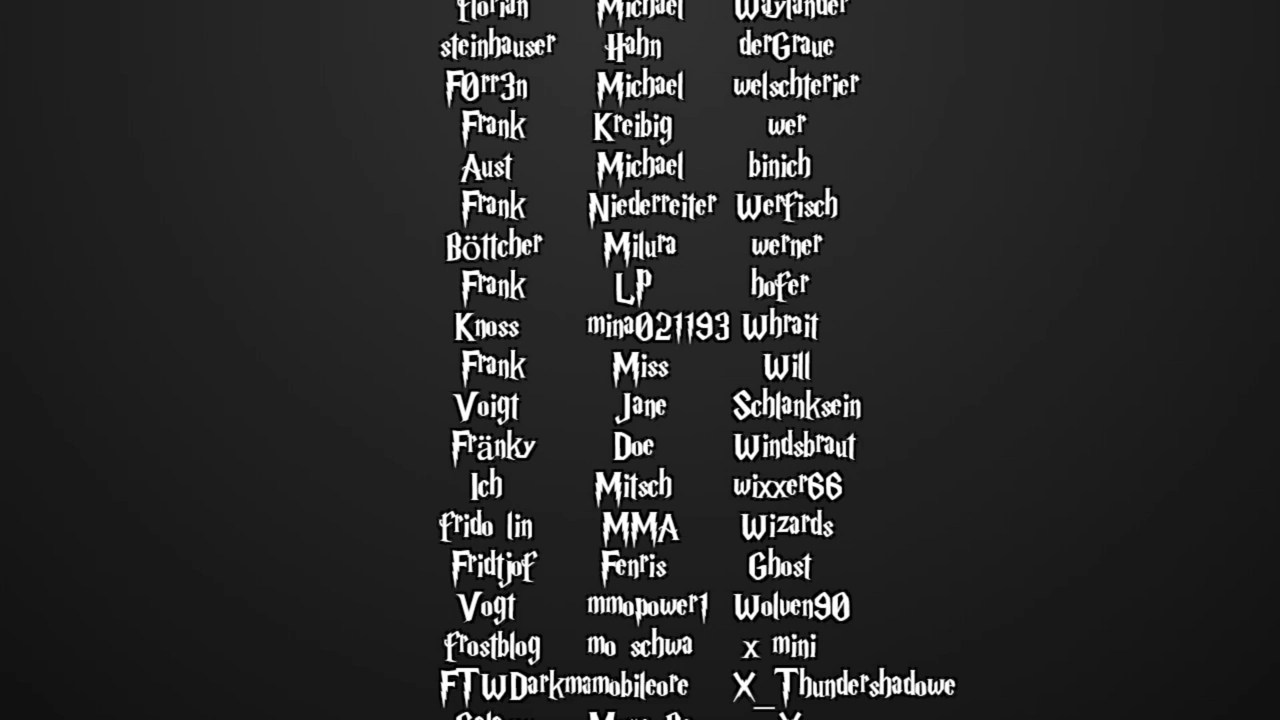 florian Michael Waylander
steinhauser Hahn derGraue
F0rr3n Michael welschterier
Frank Kreibig wer
Aust Michael binich
Frank Niederreiter Werfisch
Böttcher Milura werner
Frank LP hofer
Knoss mina021193 Whrait
Frank Miss Will
Voigt Jane Schlanksein
Fränky Doe Windsbraut
Ich Mitsch wixxer66
frido lin MMA Wizards
Fridtjof Fenris Ghost
Vogt mmopower1 Wolven90
frostblog mo schwa x mini
FTWDarkmamobileore X_Thundershadowe